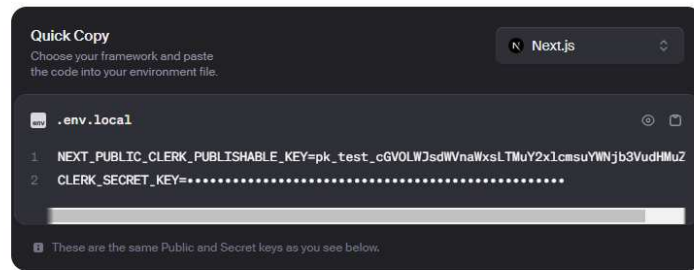 Quick Copy
Choose your framework and paste
the code into your environment file.
Next.js
.env.local
1 NEXT_PUBLIC_CLERK_PUBLISHABLE_KEY=pk_test_cGVOLWJsdWVnaWxsLTMuY2xlcmsuYWNjb3VudHMuZ
2 CLERK_SECRET_KEY=••••••••••••••••••••••••••••••••••••••••••••••••••
These are the same Public and Secret keys as you see below.